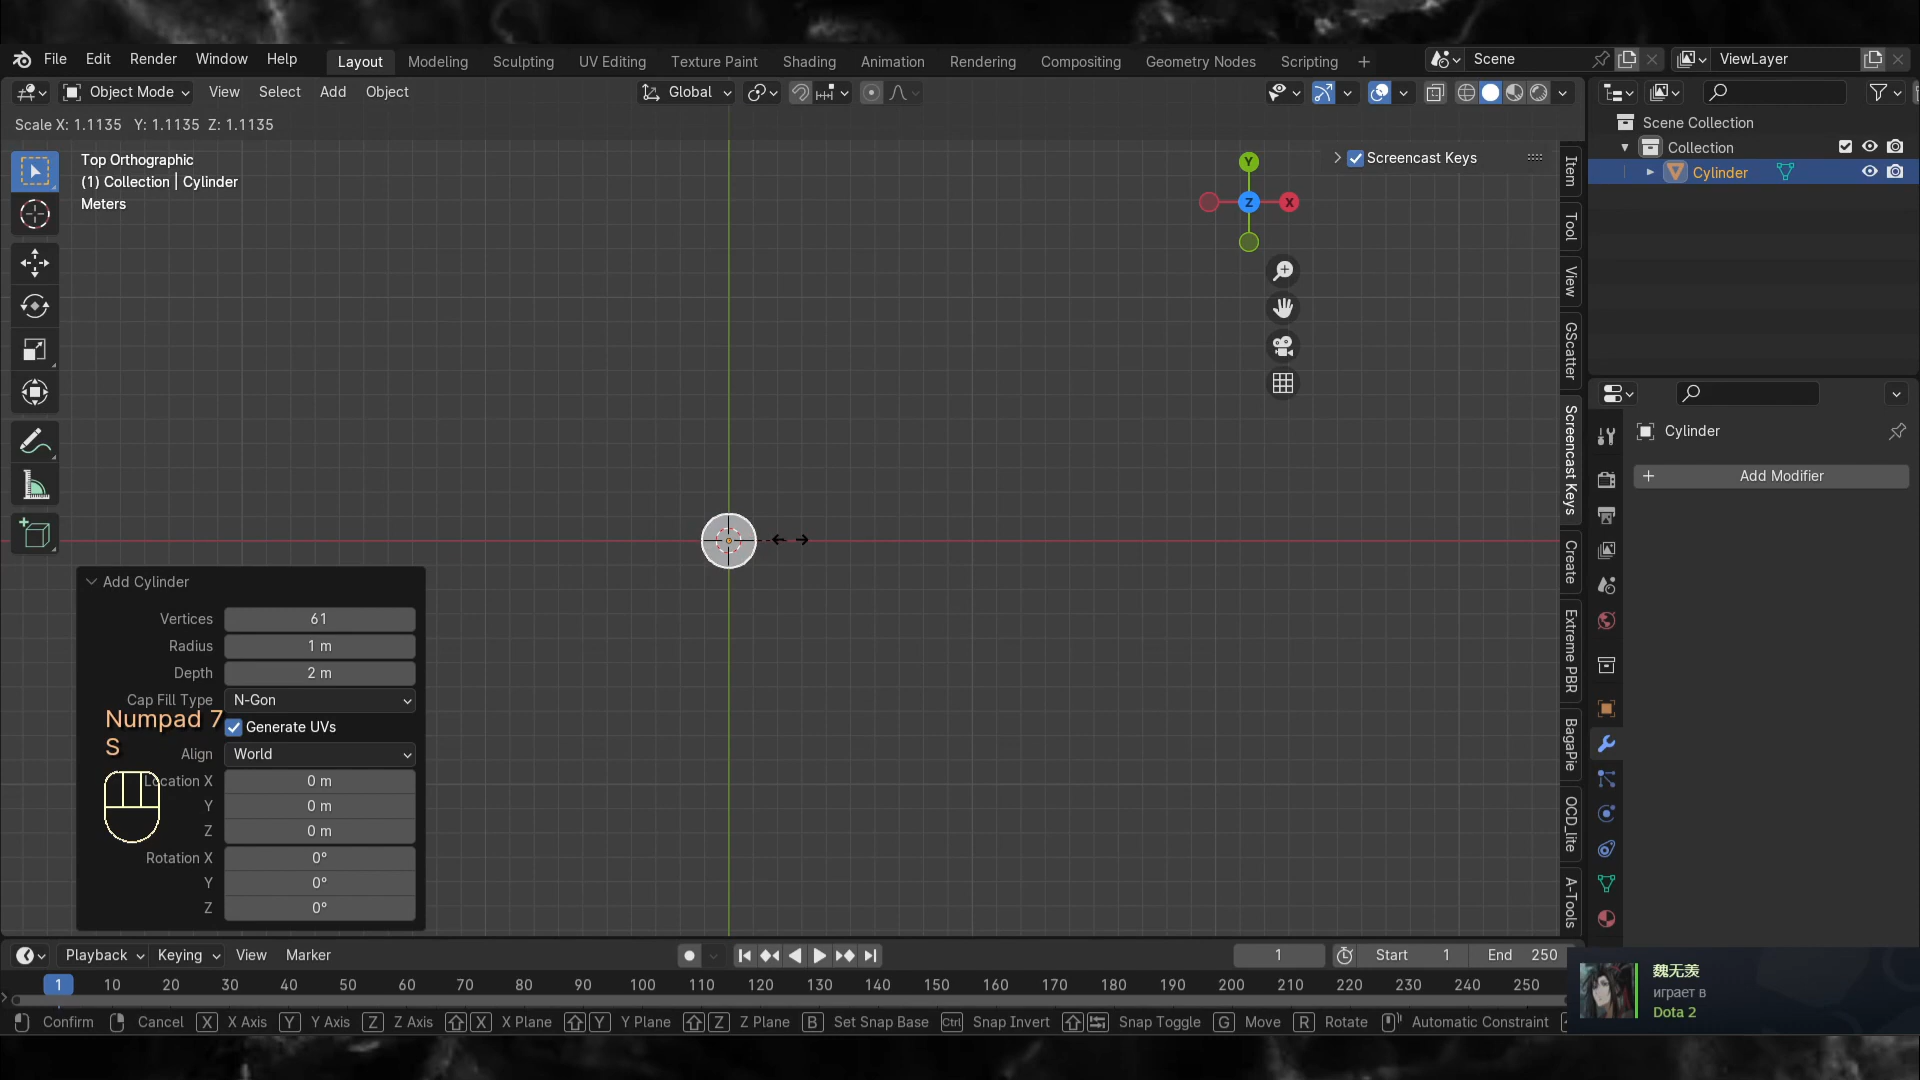 File Edit Render Window Help Layout Modeling Sculpting UV Editing Texture Paint Shading Animation Rendering Compositing Geometry Nodes Scripting + Scene ViewLayer
Object Mode View Select Add Object Global
Scale X: 1.1135 Y: 1.1135 Z: 1.1135
Top Orthographic
(1) Collection | Cylinder
Meters
Screencast Keys
Y
Z
X
Item
Tool
View
GScatter
Screencast Keys
Create
Extreme PBR
BagaPie
OCD_lite
A-Tools
Scene Collection
Collection
Cylinder
Cylinder
+ Add Modifier
Add Cylinder
Vertices 61
Radius 1 m
Depth 2 m
Cap Fill Type N-Gon
Numpad 7
Generate UVs
S
Align World
Location X 0 m
Y 0 m
Z 0 m
Rotation X 0°
Y 0°
Z 0°
Playback Keying View Marker 1 Start 1 End 250
1 10 20 30 40 50 60 70 80 90 100 110 120 130 140 150 160 170 180 190 200 210 220 230 240 250
Confirm Cancel X X Axis Y Y Axis Z Z Axis X X Plane Y Y Plane Z Z Plane B Set Snap Base Ctrl Snap Invert Snap Toggle G Move R Rotate Automatic Constraint
魏无羡
играет в
Dota 2